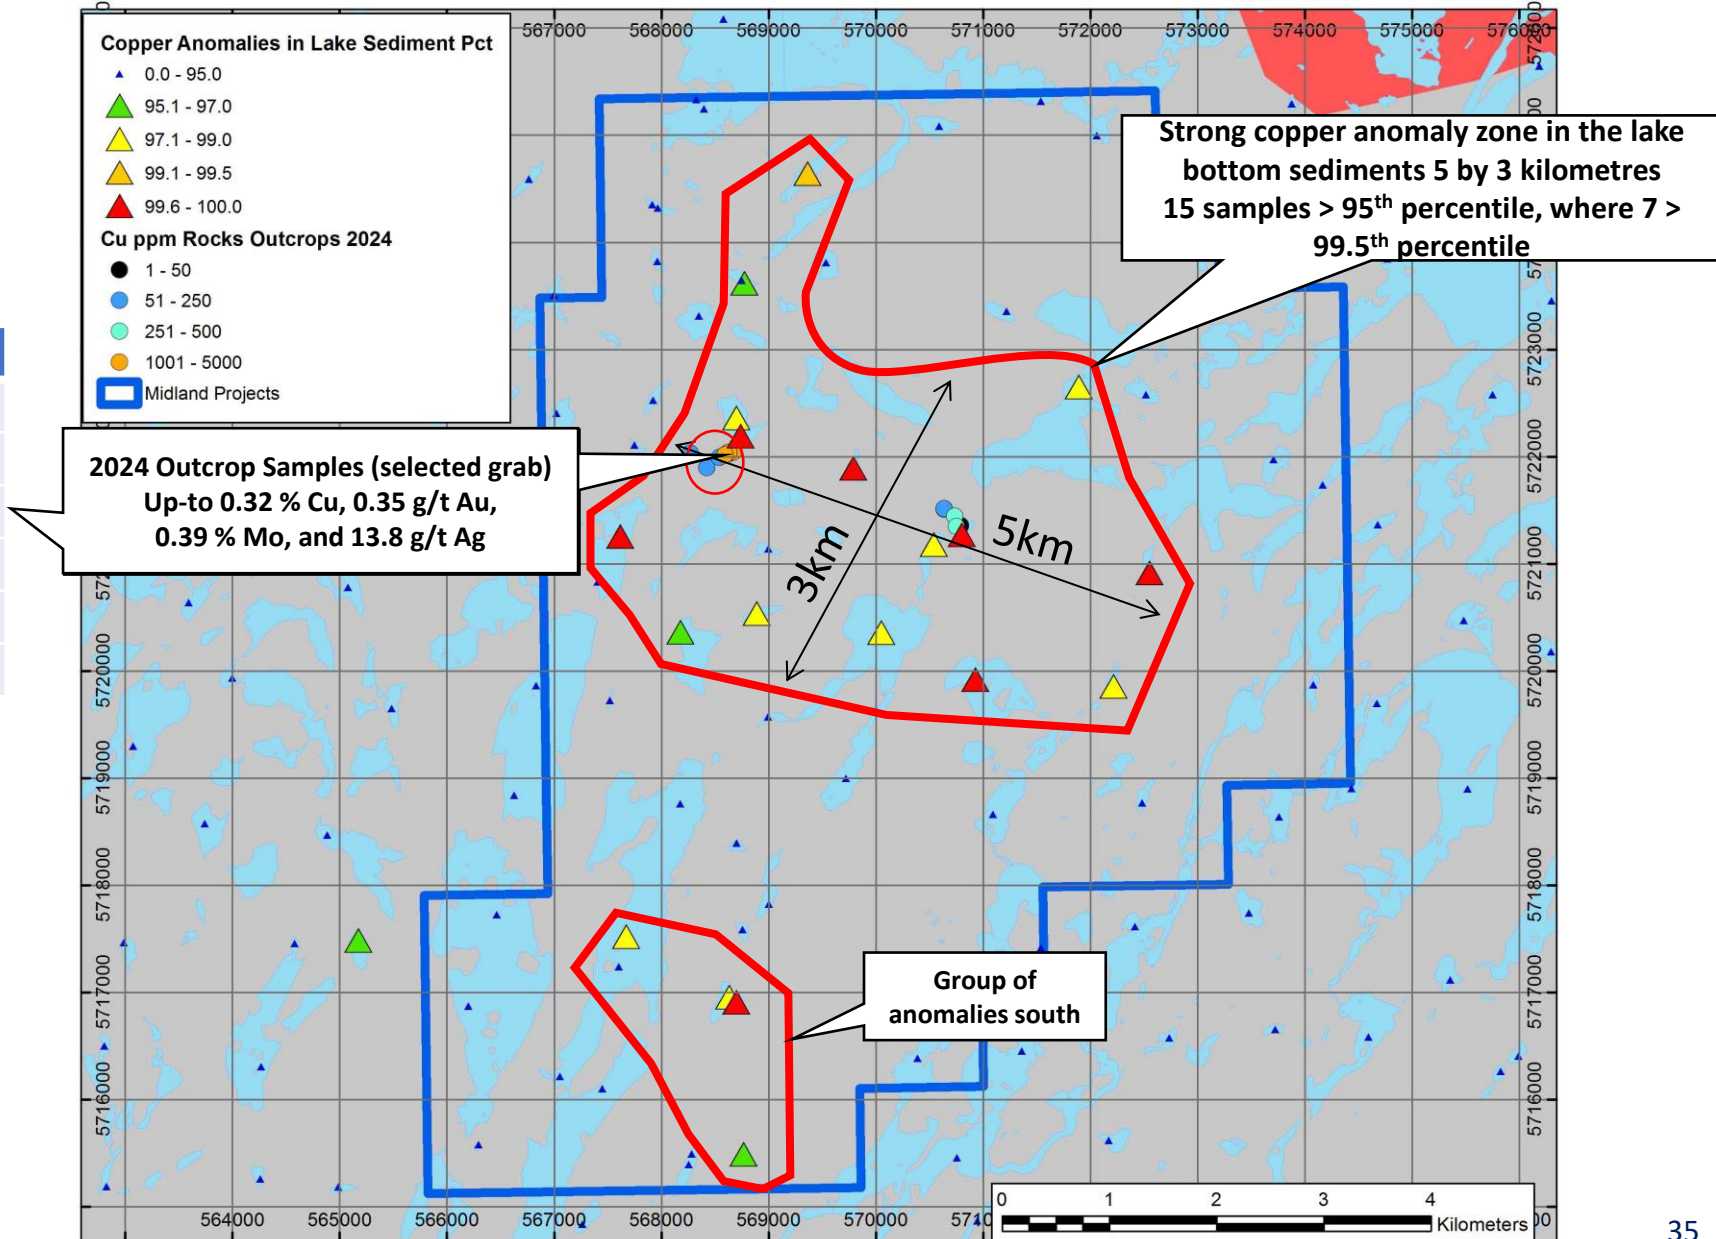 567000 568000 569000 570000 571000 572000 573000 574000 575000
Copper Anomalies in Lake Sediment Pct
0.0 - 95.0
95.1 - 97.0
97.1 - 99.0
99.1 - 99.5
99.6 - 100.0
Cu ppm Rocks Outcrops 2024
1 - 50
51 - 250
251 - 500
1001 - 5000
Midland Projects
Strong copper anomaly zone in the lake
bottom sediments 5 by 3 kilometres
15 samples > 95th percentile, where 7 >
99.5th percentile
2024 Outcrop Samples (selected grab)
Up-to 0.32 % Cu, 0.35 g/t Au,
0.39 % Mo, and 13.8 g/t Ag
3km
5km
Group of
anomalies south
5720000
5719000
5718000
5717000
5716000
5723000
5722000
5721000
5720000
5719000
5718000
5717000
5716000
0 1 2 3 4
Kilometers
564000 565000 566000 567000 568000 569000 570000
35